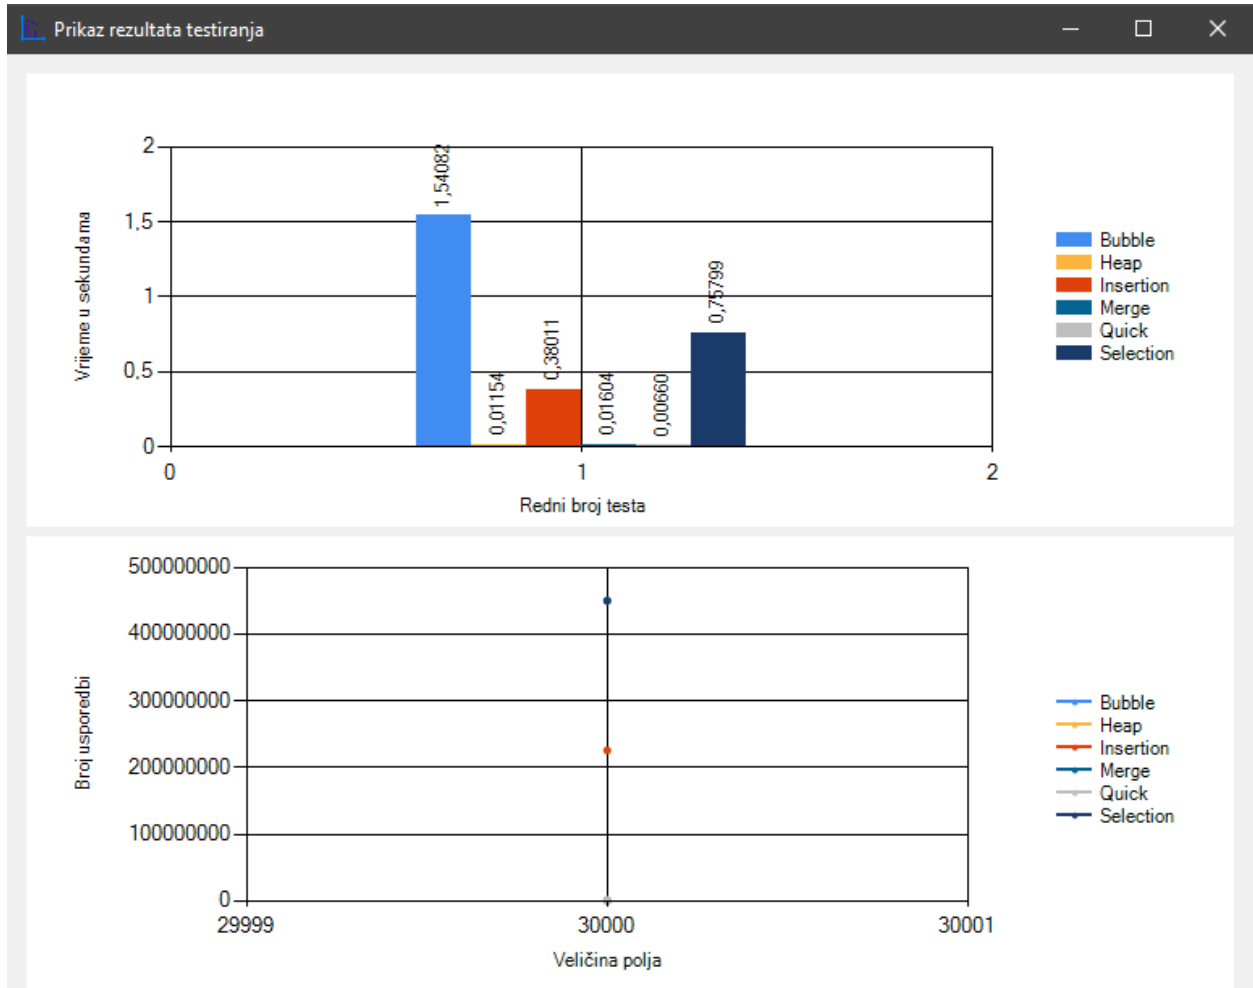 Prikaz rezultata testiranja
2
1,5
1
0,5
0
Vrijeme u sekundama
1,54082
0,01154
0,38011
0,01604
0,00660
0,75799
0
1
2
Redni broj testa
Bubble
Heap
Insertion
Merge
Quick
Selection
500000000
400000000
300000000
200000000
100000000
0
Broj usporedbi
29999
30000
30001
Veličina polja
Bubble
Heap
Insertion
Merge
Quick
Selection